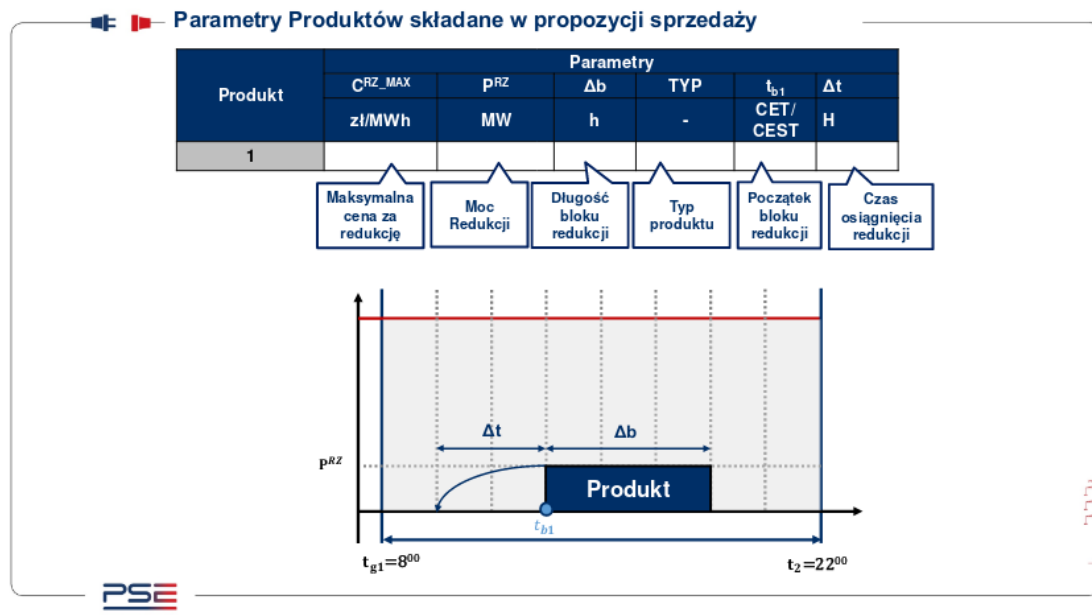 Parametry Produktów składane w propozycji sprzedaży
Produkt
Parametry
C^RZ_MAX P^RZ Δb TYP t_b1 Δt
zł/MWh MW h - CET/ H
CEST
1
Maksymalna
cena za
redukcję
Moc
Redukcji
Długość
bloku
redukcji
Typ
produktu
Początek
bloku
redukcji
Czas
osiągnięcia
redukcji
Δt Δb
P^RZ
Produkt
t_b1
t_g1=8^00 t_2=22^00
PSE